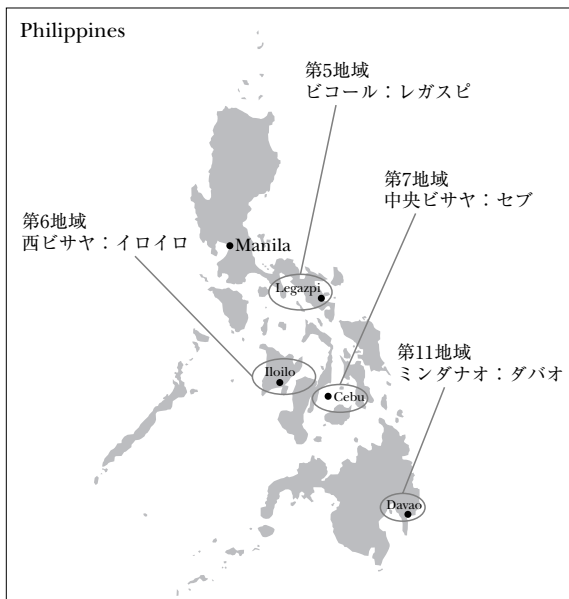 Philippines
第5地域
ビコール：レガスピ
第7地域
中央ビサヤ：セブ
第6地域
西ビサヤ：イロイロ
Manila
Legazpi
第11地域
ミンダナオ：ダバオ
Iloilo
Cebu
Davao